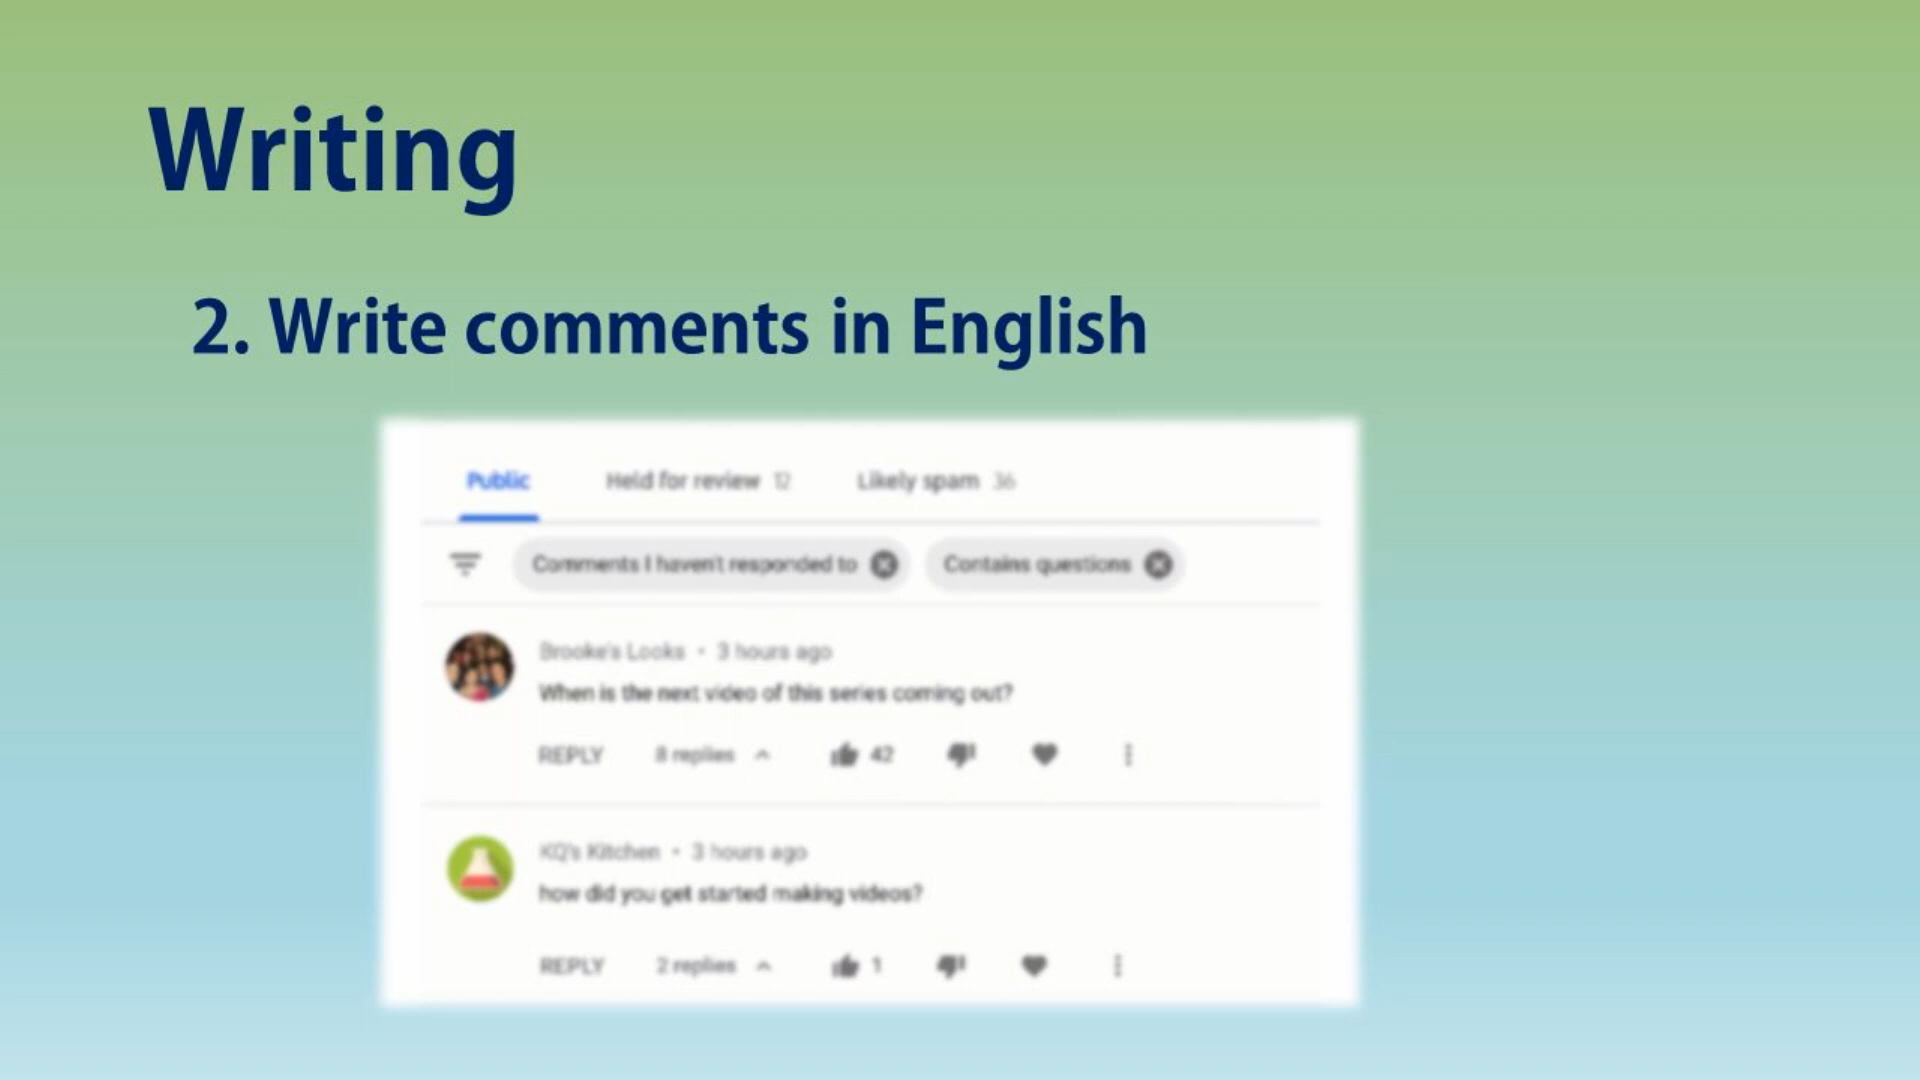 Writing
2. Write comments in English
Public Held for review 12 Likely spam 36
Comments I haven't responded to Contains questions
Brooke's Looks • 3 hours ago
When is the next video of this series coming out?
REPLY 8 replies 42
KQ's Kitchen • 3 hours ago
how did you get started making videos?
REPLY 2 replies 1